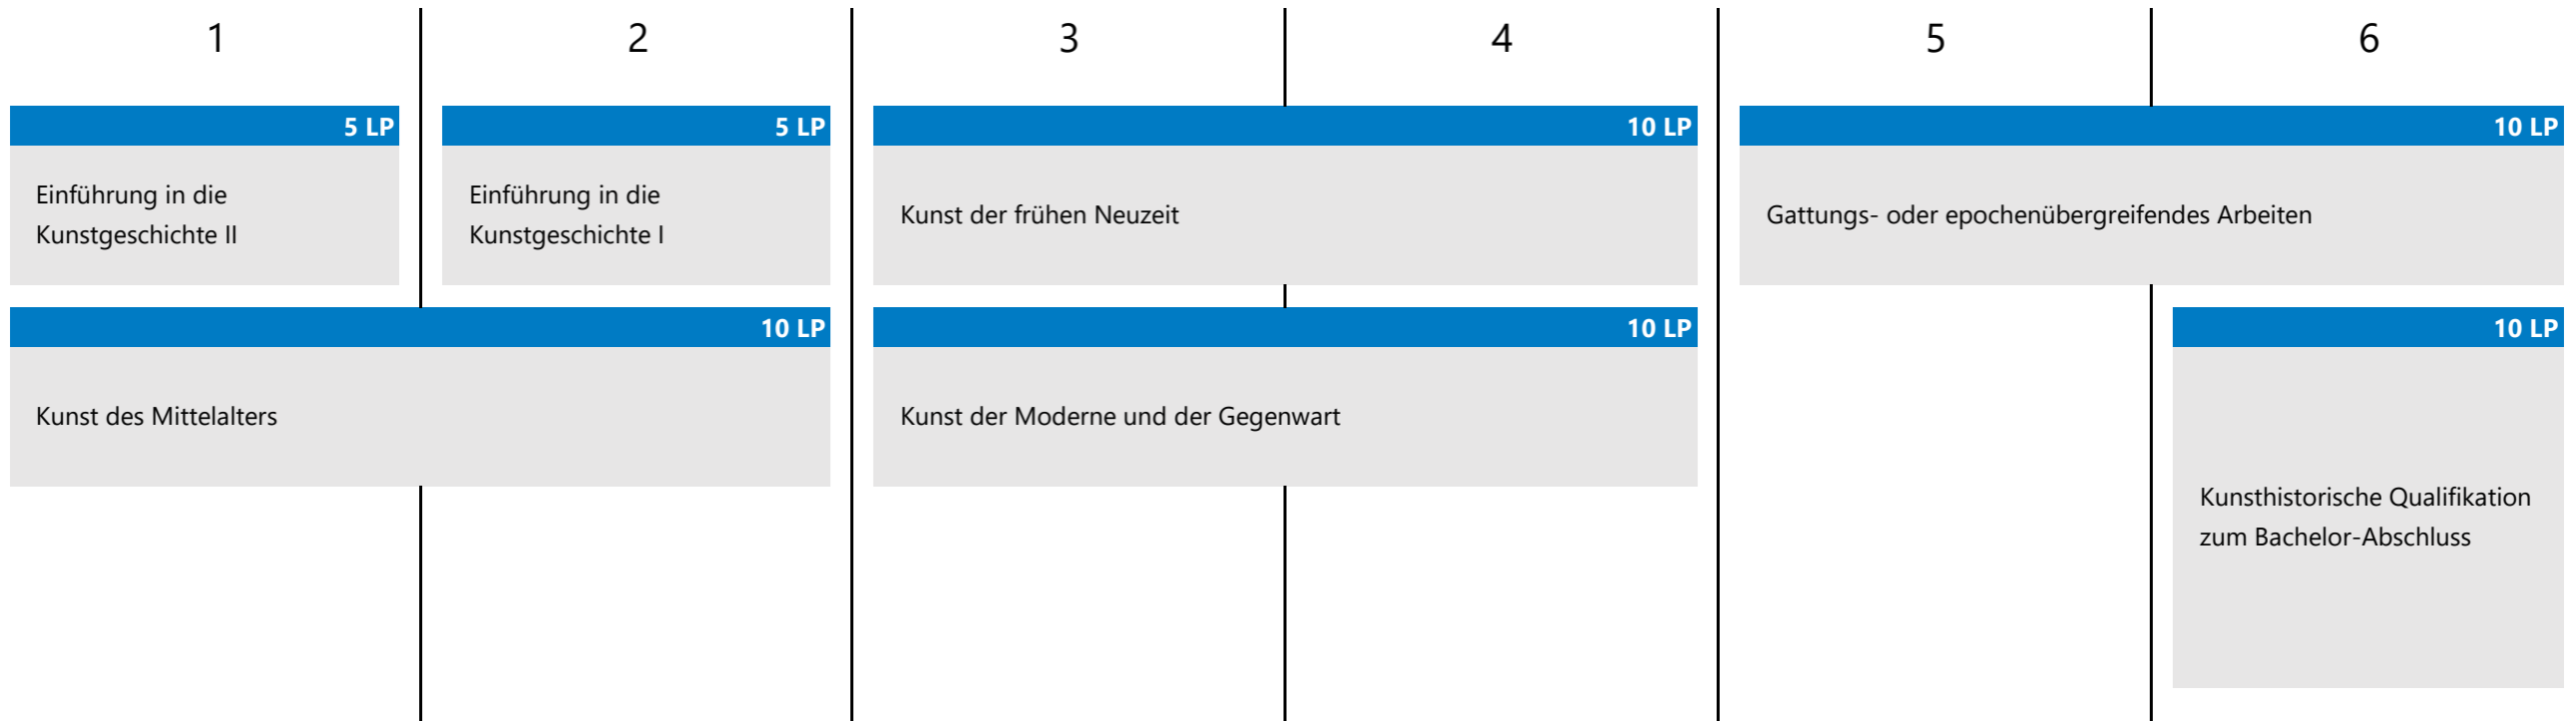 1
2
3
4
5
6
5 LP
Einführung in die
Kunstgeschichte II
5 LP
Einführung in die
Kunstgeschichte I
10 LP
Kunst der frühen Neuzeit
10 LP
Gattungs- oder epochenübergreifendes Arbeiten
10 LP
Kunst des Mittelalters
10 LP
Kunst der Moderne und der Gegenwart
10 LP
Kunsthistorische Qualifikation
zum Bachelor-Abschluss